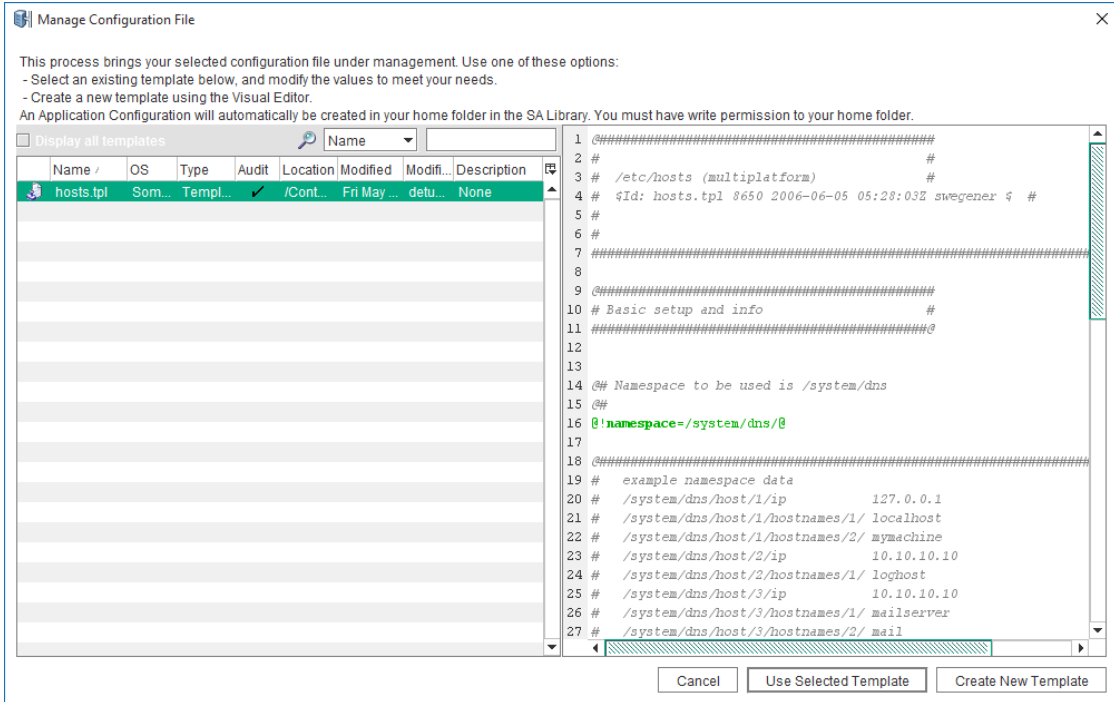 Manage Configuration File
This process brings your selected configuration file under management. Use one of these options:
- Select an existing template below, and modify the values to meet your needs.
- Create a new template using the Visual Editor.
An Application Configuration will automatically be created in your home folder in the SA Library. You must have write permission to your home folder.
Display all templates
Name
Name OS Type Audit Location Modified Modifi... Description
hosts.tpl Som... Templ... ✓ /Cont... Fri May ... detu... None
1 @############################################
2 # #
3 # /etc/hosts (multiplatform) #
4 # $Id: hosts.tpl 8650 2006-06-05 05:28:03Z swegener $ #
5 #
6 #
7 #################################################################
8
9 @############################################
10 # Basic setup and info #
11 ############################################@
12
13
14 @# Namespace to be used is /system/dns
15 @#
16 @!namespace=/system/dns/@
17
18 @################################################################
19 # example namespace data
20 # /system/dns/host/1/ip 127.0.0.1
21 # /system/dns/host/1/hostnames/1/ localhost
22 # /system/dns/host/1/hostnames/2/ mymachine
23 # /system/dns/host/2/ip 10.10.10.10
24 # /system/dns/host/2/hostnames/1/ loghost
25 # /system/dns/host/3/ip 10.10.10.10
26 # /system/dns/host/3/hostnames/1/ mailserver
27 # /system/dns/host/3/hostnames/2/ mail
Cancel Use Selected Template Create New Template